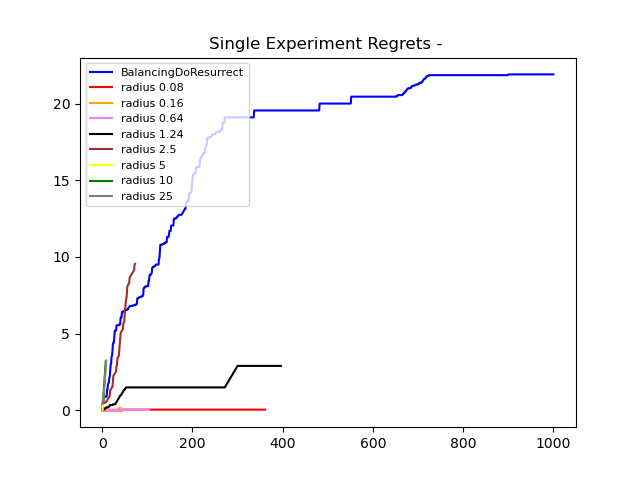 Single Experiment Regrets -
BalancingDoResurrect
radius 0.08
radius 0.16
radius 0.64
radius 1.24
radius 2.5
radius 5
radius 10
radius 25
20
15
10
5
0
0 200 400 600 800 1000